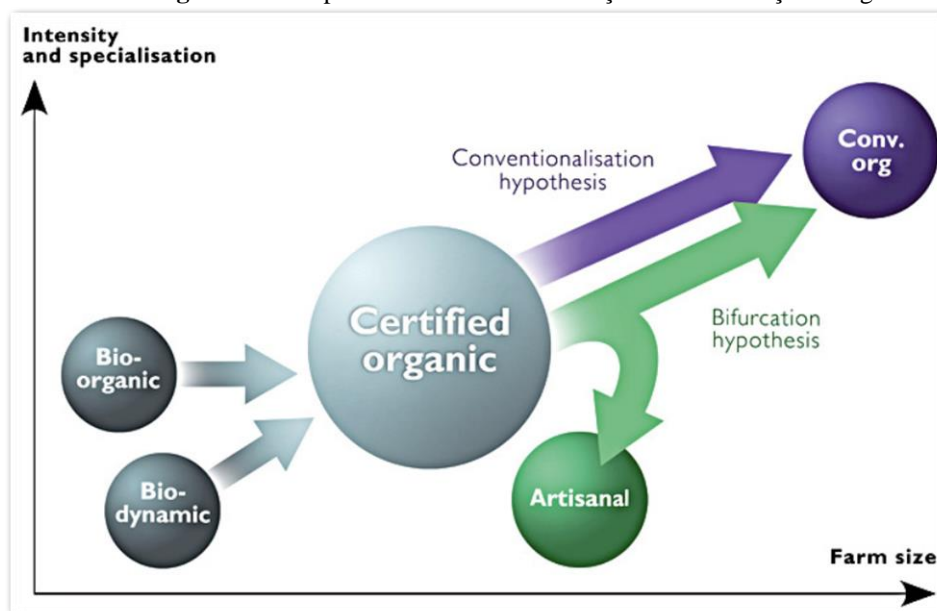 Intensity
and specialisation
Conv.
org
Conventionalisation
hypothesis
Certified
organic
Bifurcation
hypothesis
Bio-
organic
Bio-
dynamic
Artisanal
Farm size